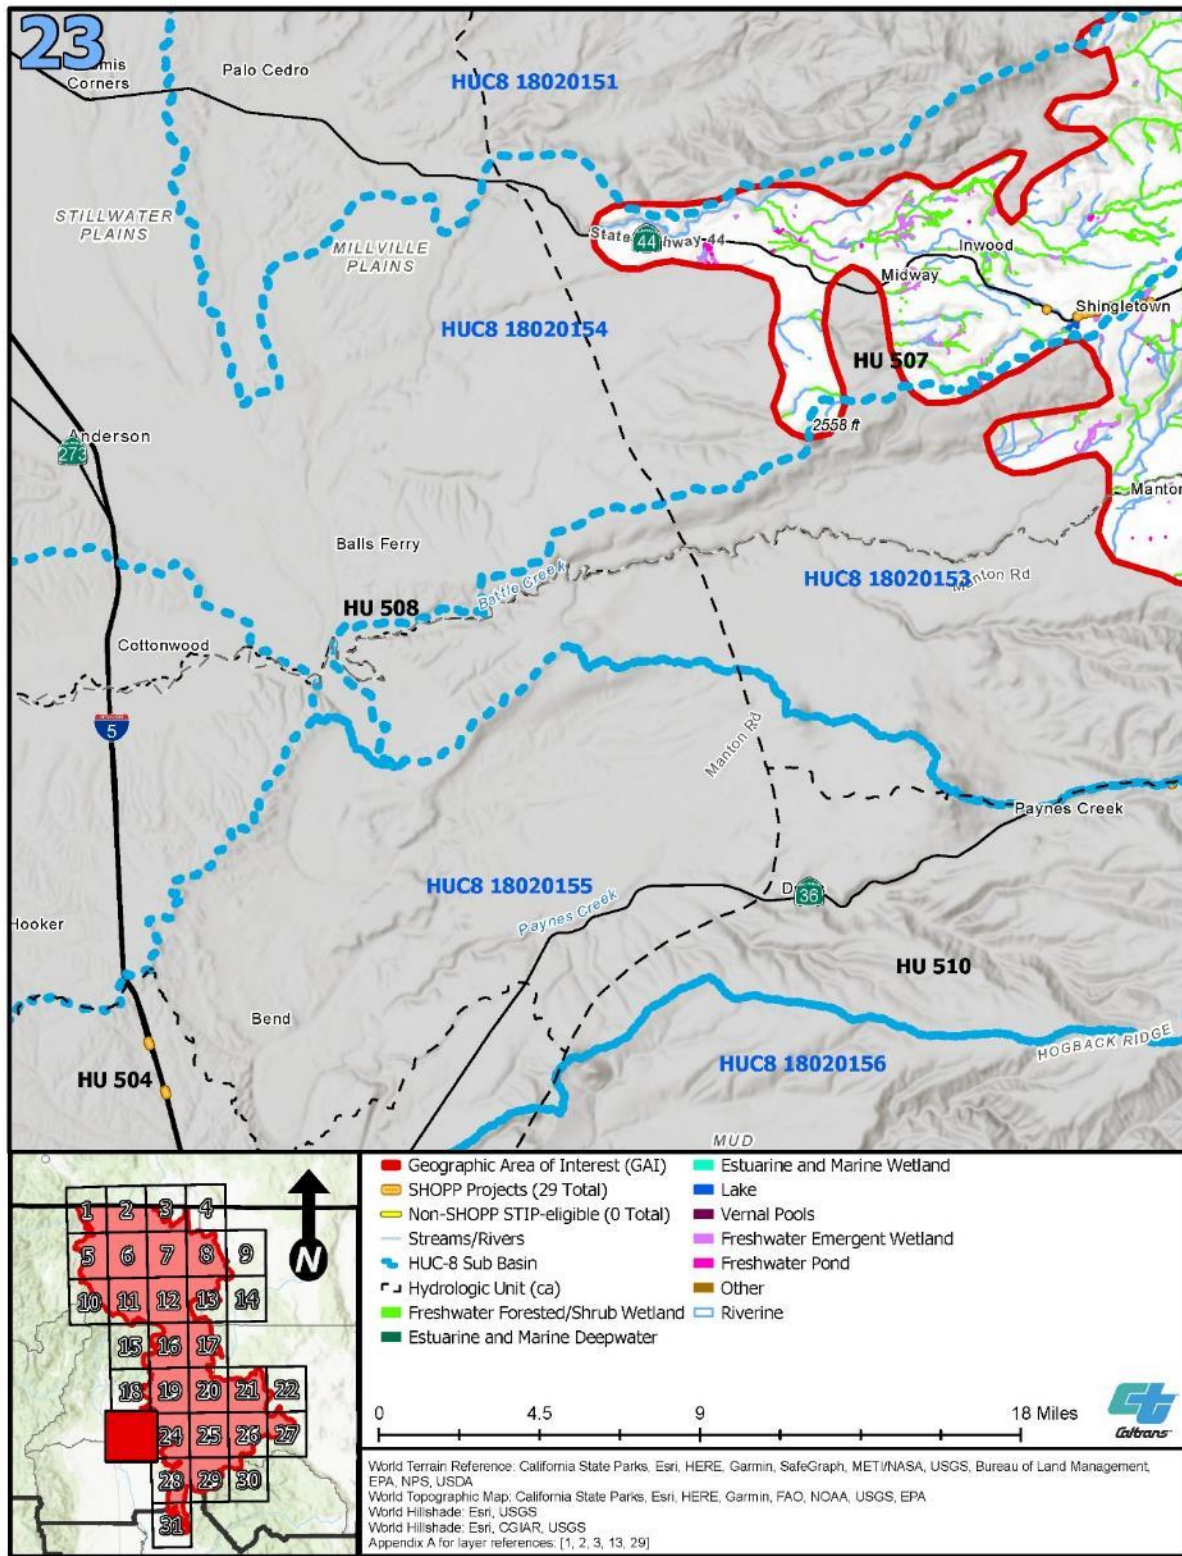 23
Corners
Palo Cedro
HUC8 18020151
STILLWATER
PLAINS
MILLVILLE
PLAINS
44
Inwood
Midway
Shingletown
HUC8 18020154
HU 507
2558 ft
Anderson
273
Manton
Balls Ferry
Battle Creek
HUC8 18020153
Manton Rd
HU 508
Cottonwood
5
Manton Rd
Paynes Creek
HUC8 18020155
36
Paynes Creek
Hooker
HU 510
Bend
HOGBACK RIDGE
HU 504
HUC8 18020156
MUD
1 2 3 4
5 6 7 8 9
10 11 12 13 14
15 16 17
18 19 20 21 22
24 25 26 27
28 29 30
31
N
Geographic Area of Interest (GAI)
SHOPP Projects (29 Total)
Non-SHOPP STIP-eligible (0 Total)
Streams/Rivers
HUC-8 Sub Basin
Hydrologic Unit (ca)
Freshwater Forested/Shrub Wetland
Estuarine and Marine Deepwater
Estuarine and Marine Wetland
Lake
Vernal Pools
Freshwater Emergent Wetland
Freshwater Pond
Other
Riverine
0 4.5 9 18 Miles
Caltrans
World Terrain Reference: California State Parks, Esri, HERE, Garmin, SafeGraph, METI/NASA, USGS, Bureau of Land Management,
EPA, NPS, USDA
World Topographic Map: California State Parks, Esri, HERE, Garmin, FAO, NOAA, USGS, EPA
World Hillshade: Esri, USGS
World Hillshade: Esri, CGIAR, USGS
Appendix A for layer references: [1, 2, 3, 13, 29]